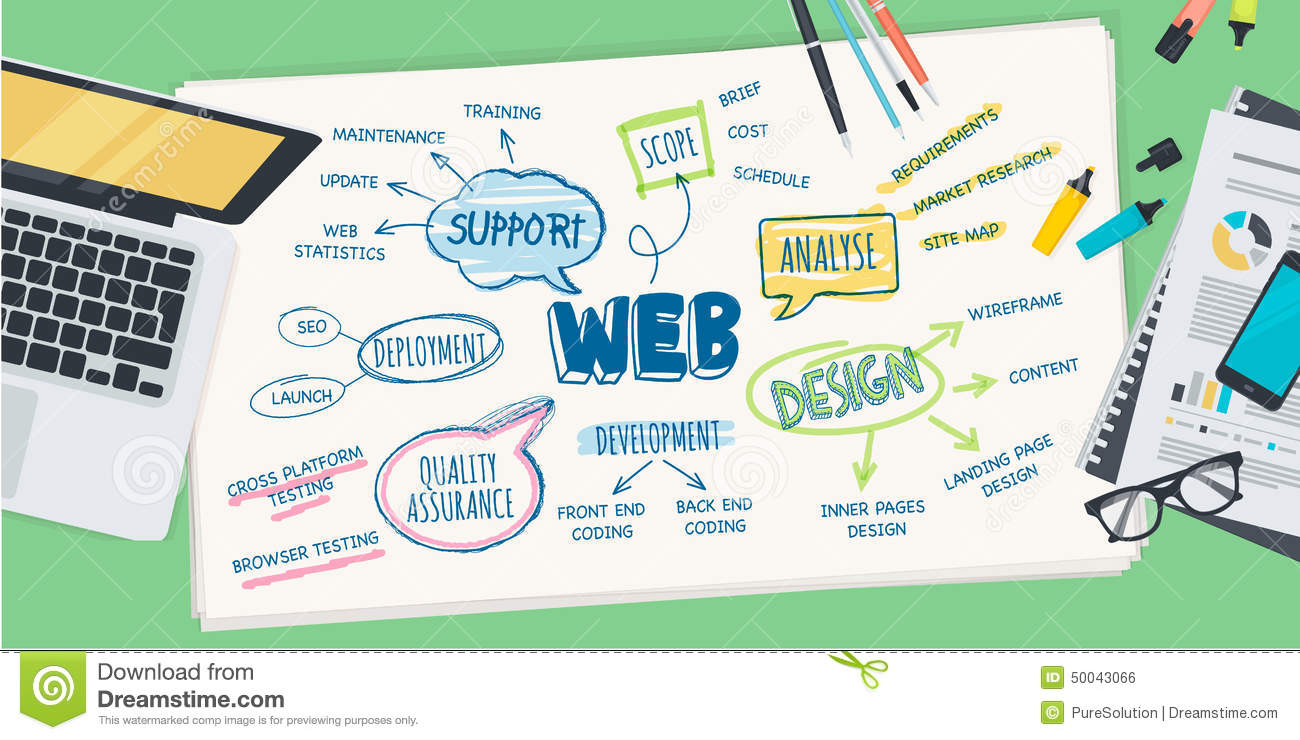 TRAINING
MAINTENANCE
UPDATE
WEB
STATISTICS
SUPPORT
SCOPE
BRIEF
COST
SCHEDULE
ANALYSE
REQUIREMENTS
MARKET RESEARCH
SITE MAP
WEB
SEO
LAUNCH
DEPLOYMENT
DESIGN
WIREFRAME
CONTENT
LANDING PAGE
DESIGN
INNER PAGES
DESIGN
DEVELOPMENT
FRONT END
CODING
BACK END
CODING
QUALITY
ASSURANCE
CROSS PLATFORM
TESTING
BROWSER TESTING
Download from
Dreamstime.com
This watermarked comp image is for previewing purposes only.
ID 50043066
© PureSolution | Dreamstime.com